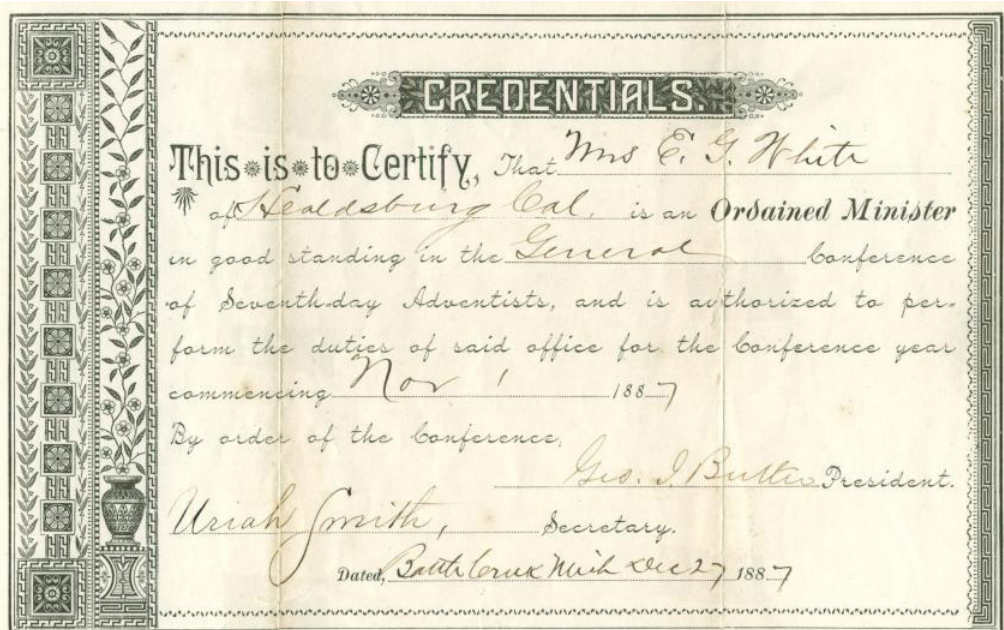 CREDENTIALS.
This is to Certify, That Mrs E. G. White
of Healdsburg Cal. is an Ordained Minister
in good standing in the General Conference
of Seventh-day Adventists, and is authorized to per-
form the duties of said office for the Conference year
commencing Nov 1 1887
By order of the Conference,
Geo. I Butler President.
Uriah Smith, Secretary.
Dated, Battle Creek Mich Dec 27 1887